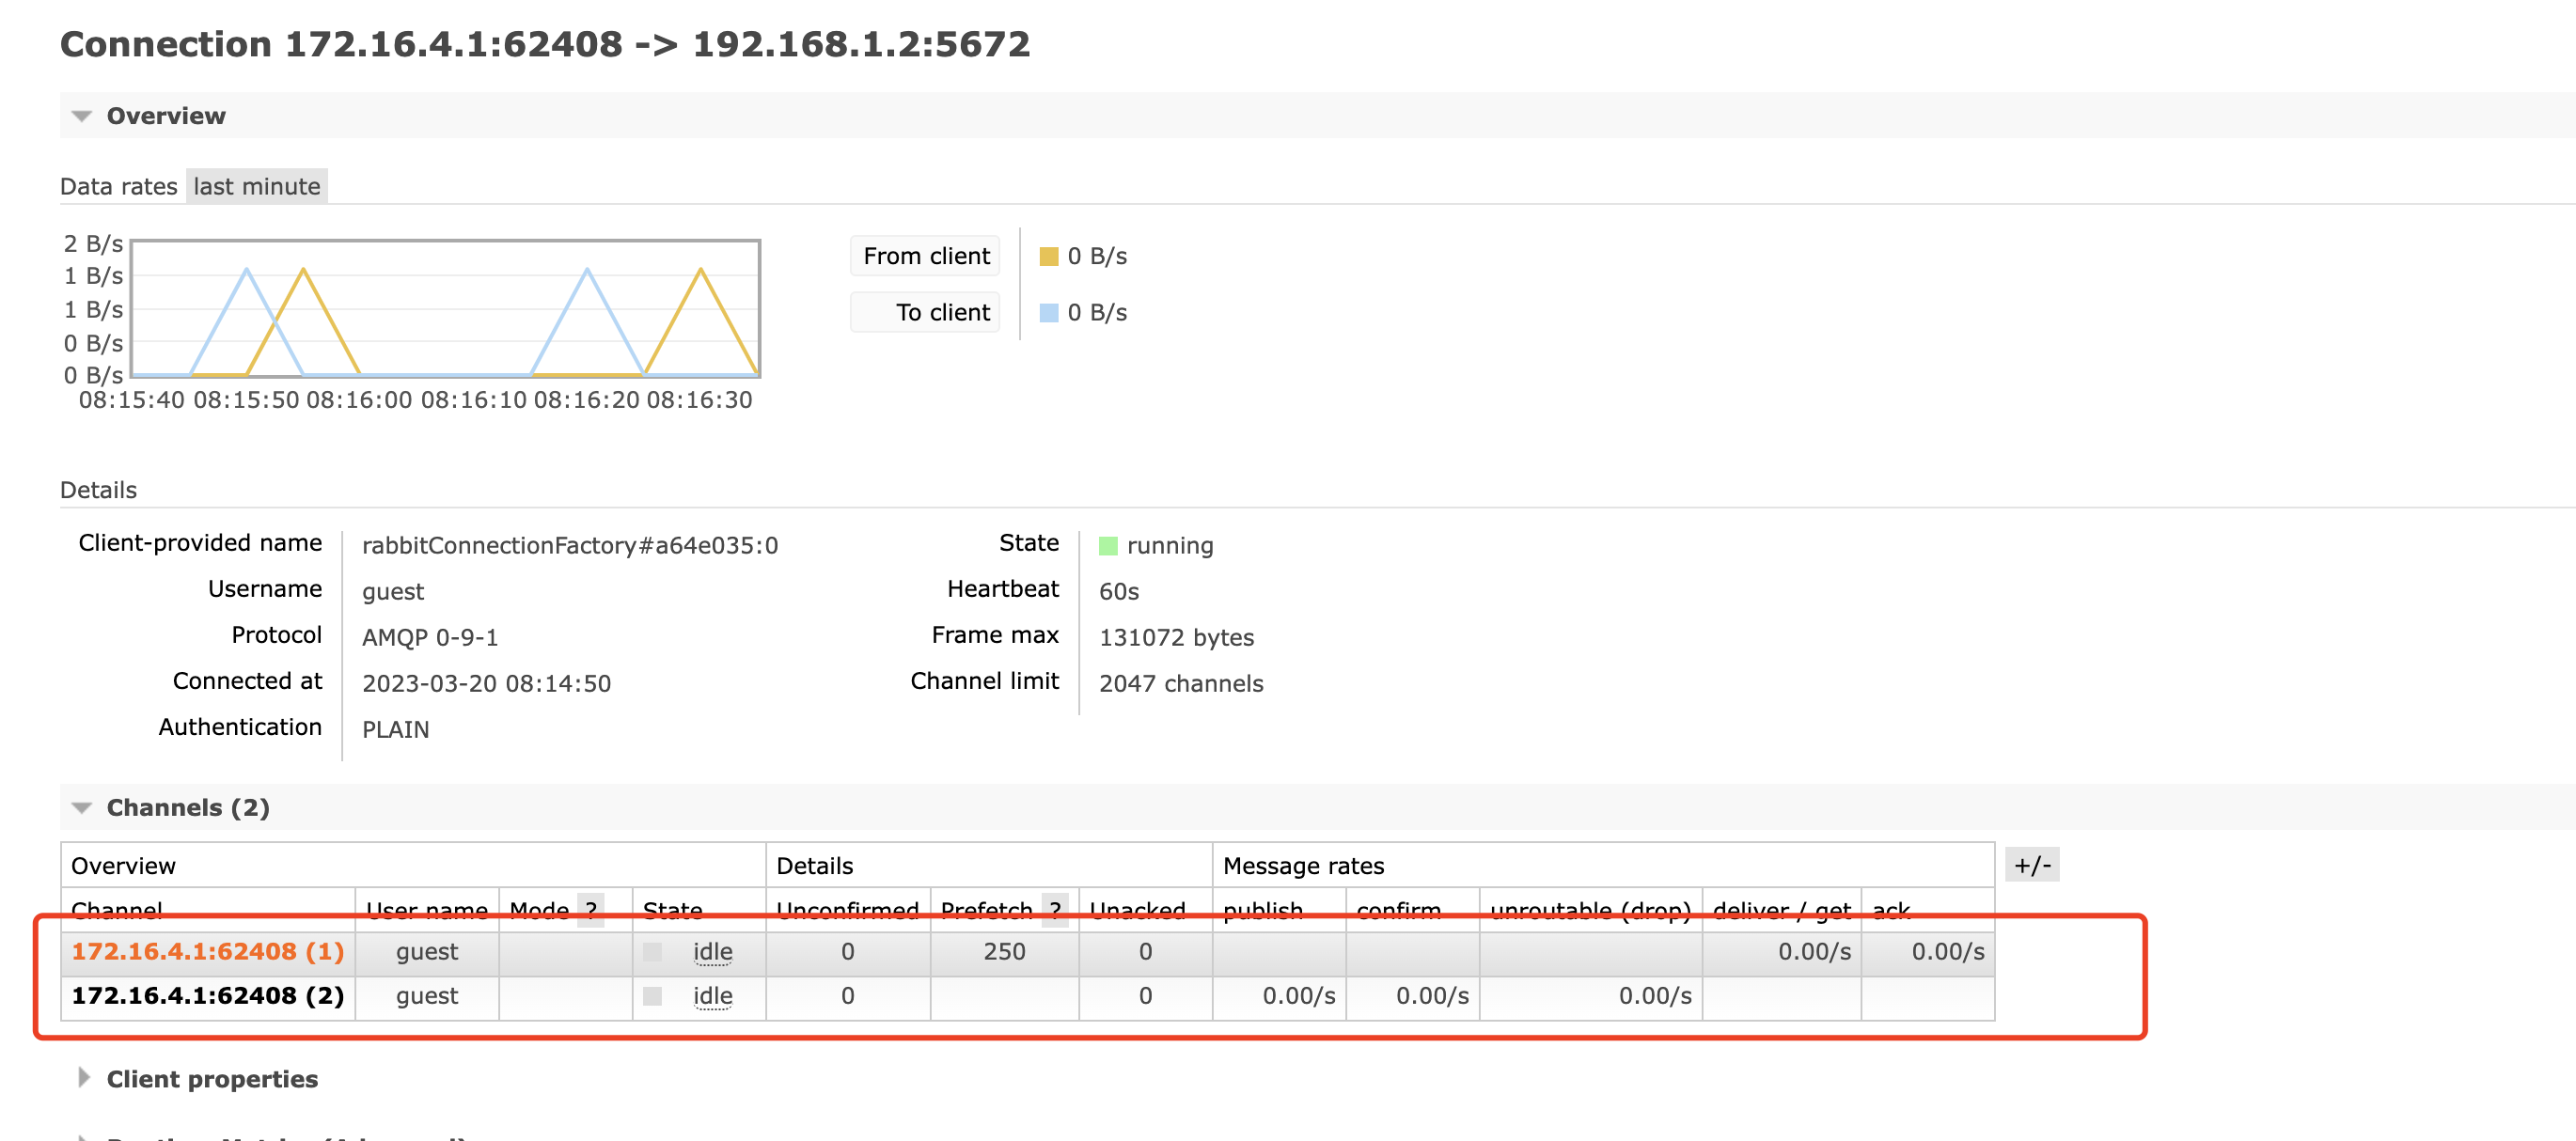 Connection 172.16.4.1:62408 -> 192.168.1.2:5672
Overview
Data rates last minute
2 B/s
1 B/s
1 B/s
0 B/s
0 B/s
08:15:40 08:15:50 08:16:00 08:16:10 08:16:20 08:16:30
From client 0 B/s
To client 0 B/s
Details
Client-provided name rabbitConnectionFactory#a64e035:0
Username guest
Protocol AMQP 0-9-1
Connected at 2023-03-20 08:14:50
Authentication PLAIN
State running
Heartbeat 60s
Frame max 131072 bytes
Channel limit 2047 channels
Channels (2)
Overview Details Message rates +/-
Channel User name Mode ? State Unconfirmed Prefetch ? Unacked publish confirm unroutable (drop) deliver / get ack
172.16.4.1:62408 (1) guest idle 0 250 0 0.00/s 0.00/s
172.16.4.1:62408 (2) guest idle 0 0 0.00/s 0.00/s 0.00/s
Client properties